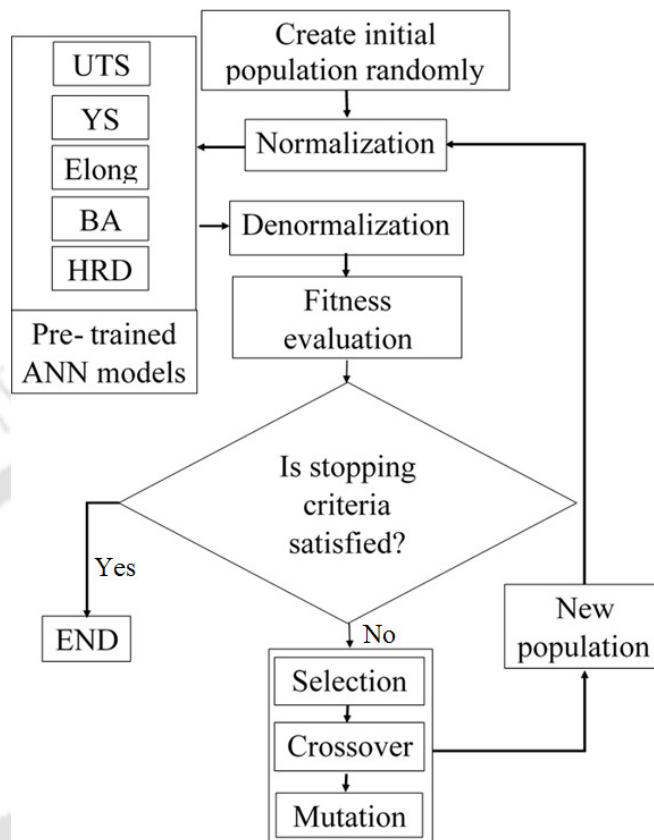 Create initial
population randomly
UTS
YS
Elong
BA
HRD
Pre- trained
ANN models
Normalization
Denormalization
Fitness
evaluation
Is stopping
criteria
satisfied?
Yes
END
No
Selection
Crossover
Mutation
New
population